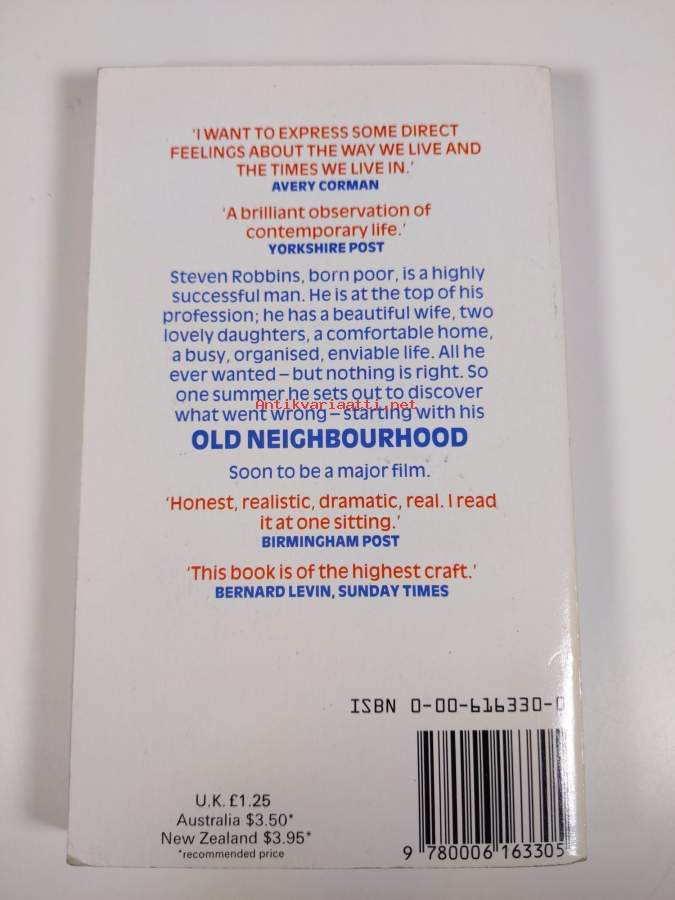 'I WANT TO EXPRESS SOME DIRECT
FEELINGS ABOUT THE WAY WE LIVE AND
THE TIMES WE LIVE IN.'
AVERY CORMAN
'A brilliant observation of
contemporary life.'
YORKSHIRE POST
Steven Robbins, born poor, is a highly
successful man. He is at the top of his
profession; he has a beautiful wife, two
lovely daughters, a comfortable home,
a busy, organised, enviable life. All he
ever wanted – but nothing is right. So
one summer he sets out to discover
Antikvariaatti.net
what went wrong – starting with his
OLD NEIGHBOURHOOD
Soon to be a major film.
'Honest, realistic, dramatic, real. I read
it at one sitting.'
BIRMINGHAM POST
'This book is of the highest craft.'
BERNARD LEVIN, SUNDAY TIMES
ISBN 0-00-616330-0
U.K. £1.25
Australia $3.50*
New Zealand $3.95*
*recommended price
9 780006 163305